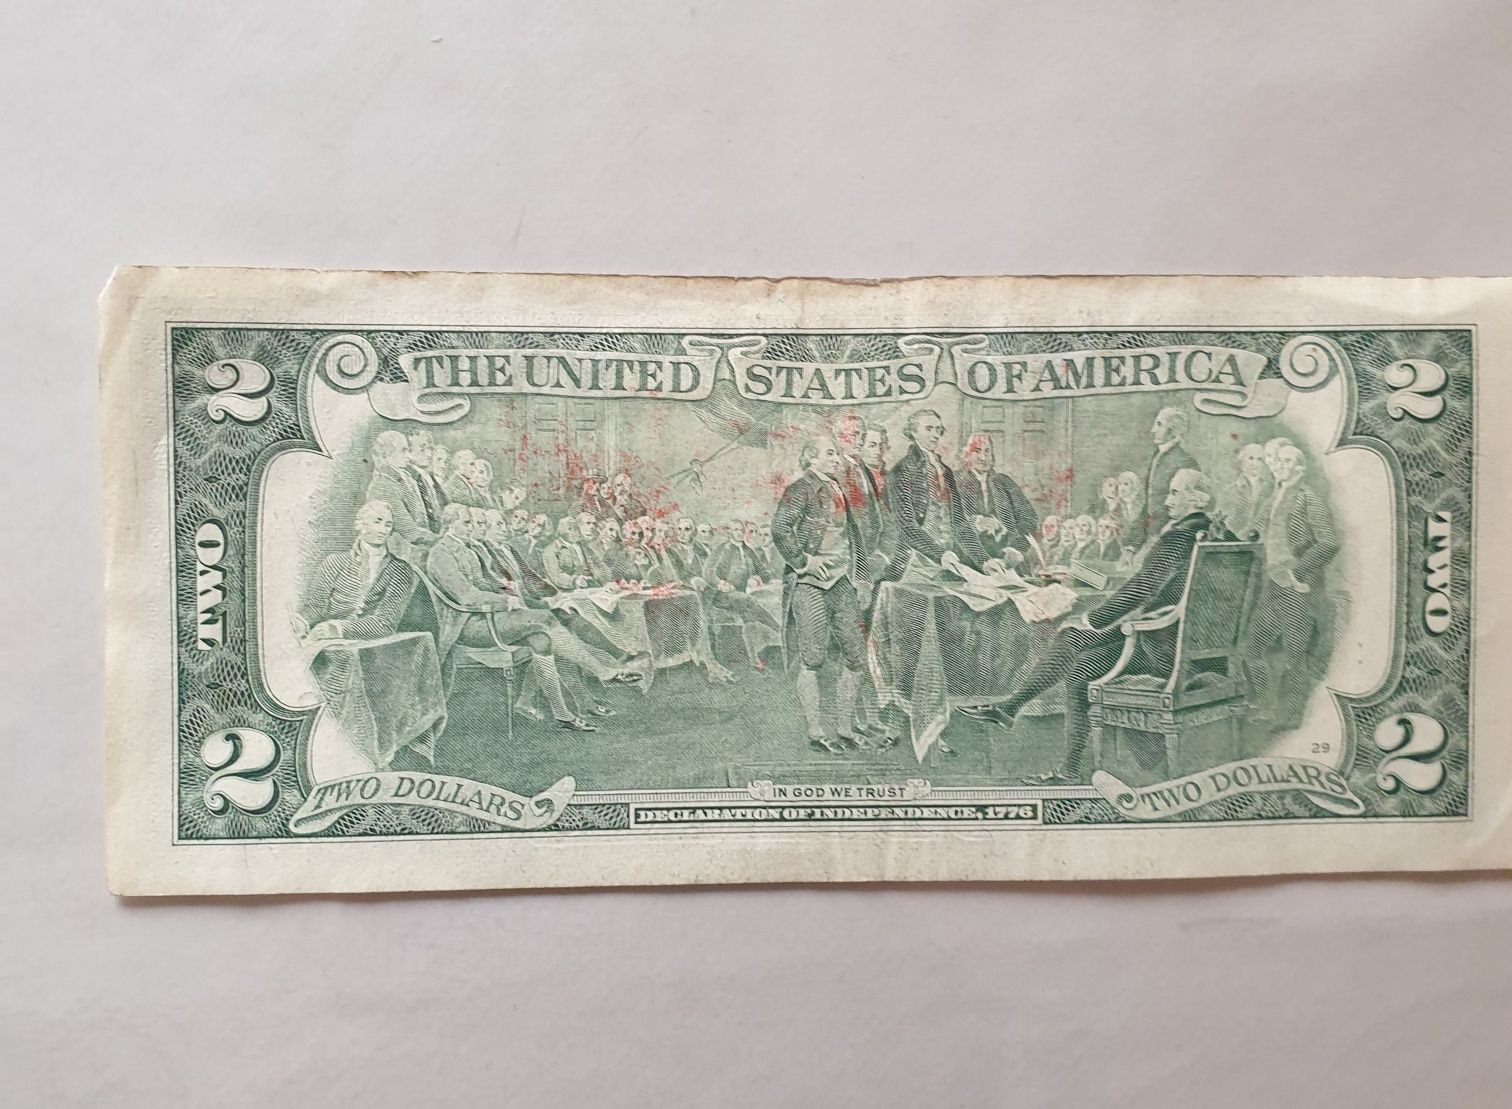 THE UNITED STATES OF AMERICA
2
2
TWO
TWO
2
2
29
TWO DOLLARS
IN GOD WE TRUST
TWO DOLLARS
DECLARATION OF INDEPENDENCE, 1776